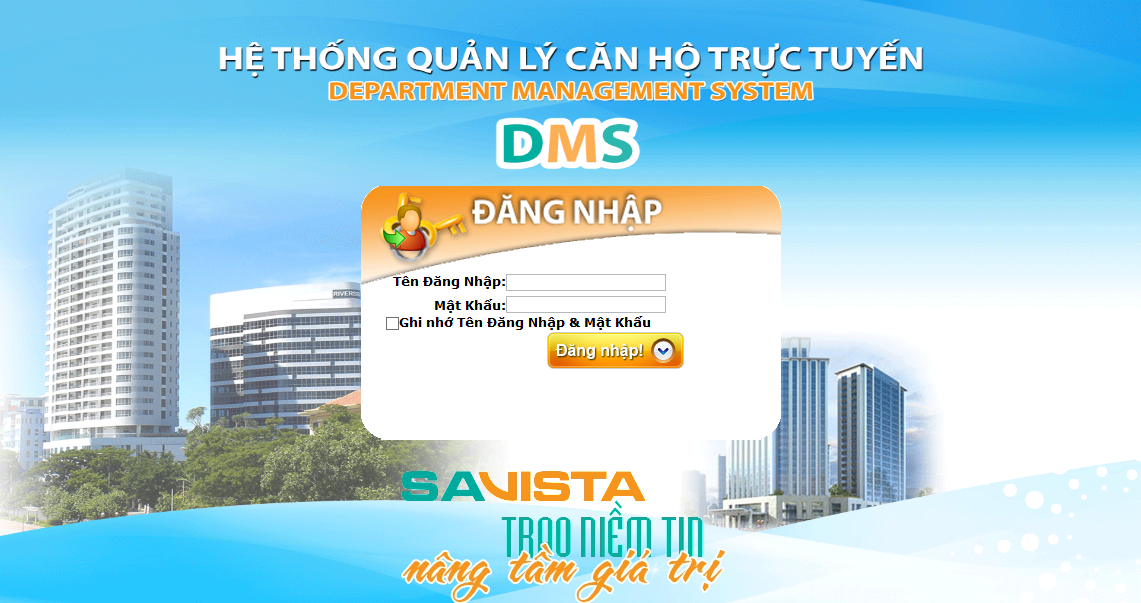 HỆ THỐNG QUẢN LÝ CĂN HỘ TRỰC TUYẾN
DEPARTMENT MANAGEMENT SYSTEM
DMS
ĐĂNG NHẬP
Tên Đăng Nhập:
Mật Khẩu:
Ghi nhớ Tên Đăng Nhập & Mật Khẩu
Đăng nhập!
SAVISTA
TRAO NIỀM TIN
nâng tầm giá trị